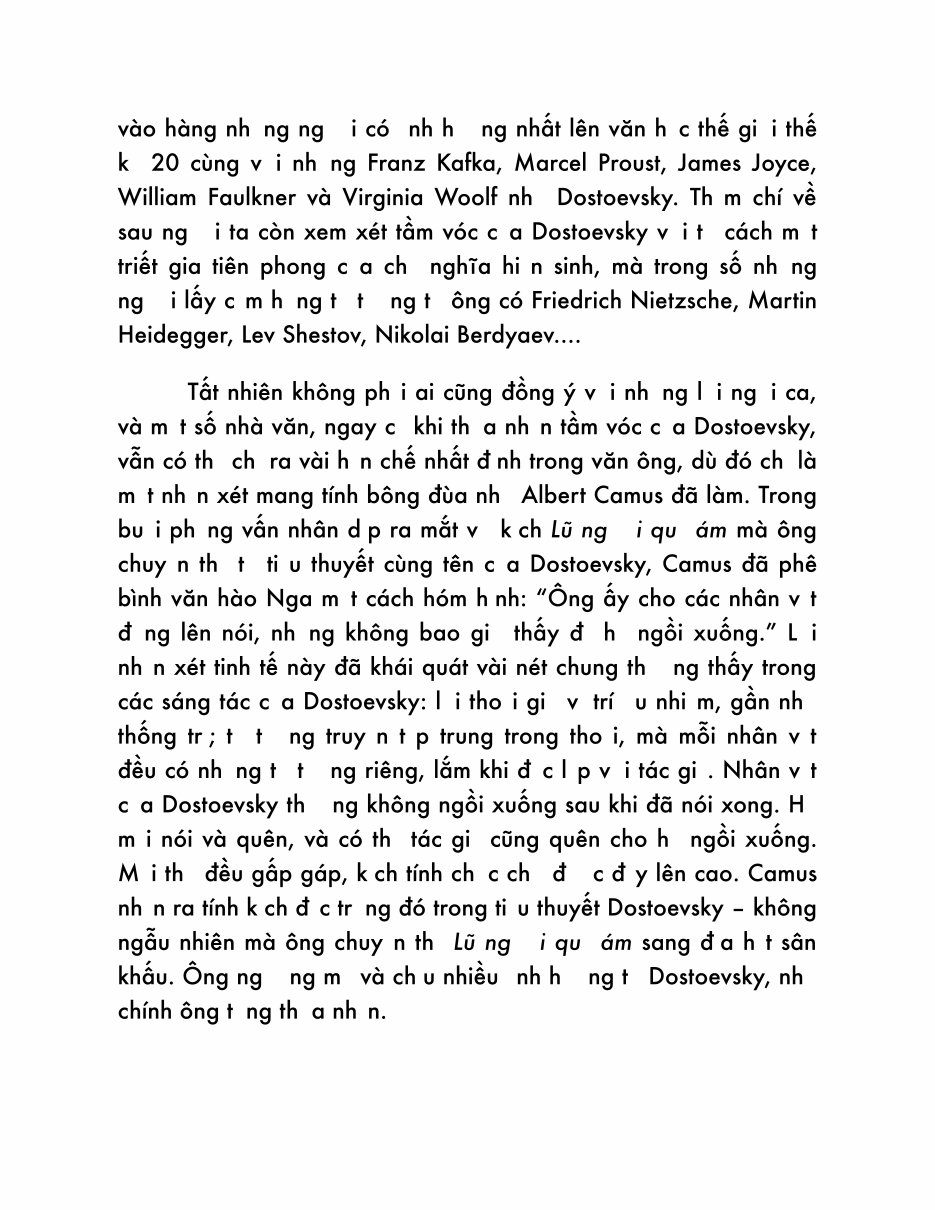 vào hàng nh ng ng i có nh h ng nhất lên văn h c thế gi i thế
k 20 cùng v i nh ng Franz Kafka, Marcel Proust, James Joyce,
William Faulkner và Virginia Woolf nh Dostoevsky. Th m chí về
sau ng i ta còn xem xét tầm vóc c a Dostoevsky v i t cách m t
triết gia tiên phong c a ch nghĩa hi n sinh, mà trong số nh ng
ng i lấy c m h ng t t ng t ông có Friedrich Nietzsche, Martin
Heidegger, Lev Shestov, Nikolai Berdyaev....
Tất nhiên không ph i ai cũng đồng ý v i nh ng l i ng i ca,
và m t số nhà văn, ngay c khi th a nh n tầm vóc c a Dostoevsky,
vẫn có th ch ra vài h n chế nhất đ nh trong văn ông, dù đó ch là
m t nh n xét mang tính bông đùa nh Albert Camus đã làm. Trong
bu i ph ng vấn nhân d p ra mắt v k ch Lũ ng i qu ám mà ông
chuy n th t ti u thuyết cùng tên c a Dostoevsky, Camus đã phê
bình văn hào Nga m t cách hóm h nh: “Ông ấy cho các nhân v t
đ ng lên nói, nh ng không bao gi thấy đ h ngồi xuống.” L i
nh n xét tinh tế này đã khái quát vài nét chung th ng thấy trong
các sáng tác c a Dostoevsky: l i tho i gi v trí u nhi m, gần nh
thống tr ; t t ng truy n t p trung trong tho i, mà mỗi nhân v t
đều có nh ng t t ng riêng, lắm khi đ c l p v i tác gi . Nhân v t
c a Dostoevsky th ng không ngồi xuống sau khi đã nói xong. H
m i nói và quên, và có th tác gi cũng quên cho h ngồi xuống.
M i th đều gấp gáp, k ch tính ch c ch đ c đ y lên cao. Camus
nh n ra tính k ch đ c tr ng đó trong ti u thuyết Dostoevsky – không
ngẫu nhiên mà ông chuy n th Lũ ng i qu ám sang đ a h t sân
khấu. Ông ng ng m và ch u nhiều nh h ng t Dostoevsky, nh
chính ông t ng th a nh n.